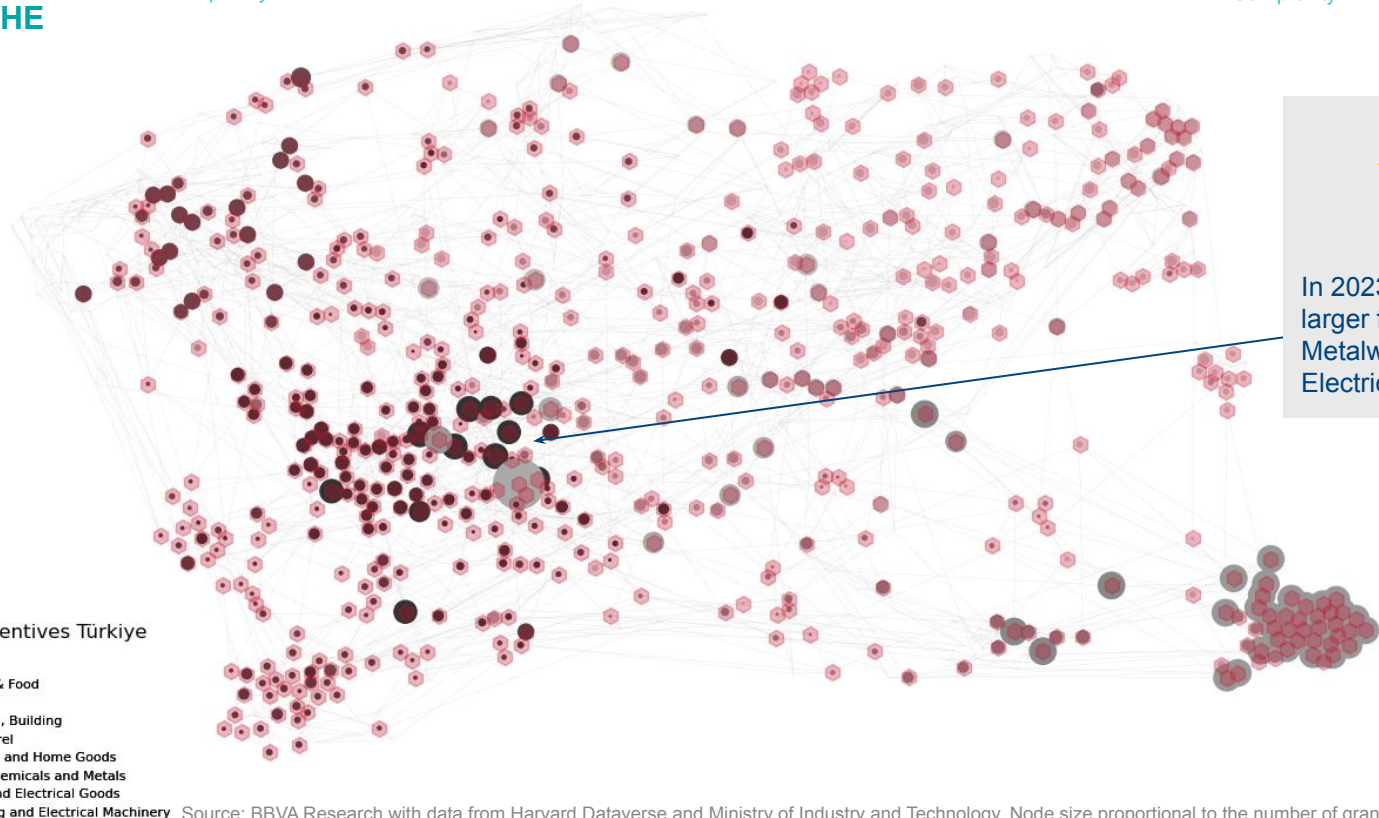 HE
In 2023
larger f
Metalw
Electric
entives Türkiye
& Food
, Building
rel
and Home Goods
emicals and Metals
nd Electrical Goods
g and Electrical Machinery
Source: BBVA Research with data from Harvard Dataverse and Ministry of Industry and Technology. Node size proportional to the number of gran